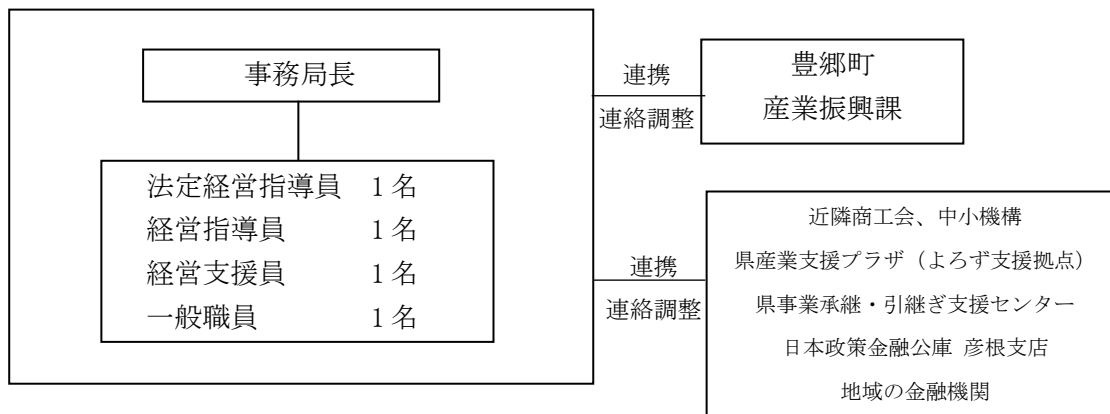 事務局長
法定経営指導員 1名
経営指導員 1名
経営支援員 1名
一般職員 1名
連携
連絡調整
豊郷町
産業振興課
連携
連絡調整
近隣商工会、中小機構
県産業支援プラザ（よろず支援拠点）
県事業承継・引継ぎ支援センター
日本政策金融公庫 彦根支店
地域の金融機関